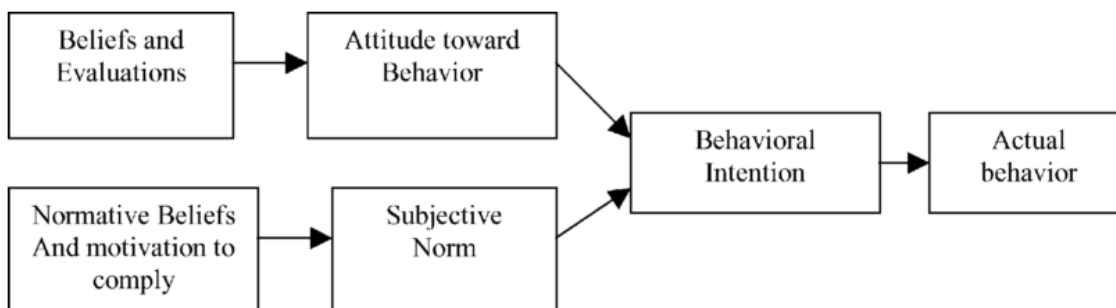 Beliefs and
Evaluations
Attitude toward
Behavior
Behavioral
Intention
Actual
behavior
Normative Beliefs
And motivation to
comply
Subjective
Norm